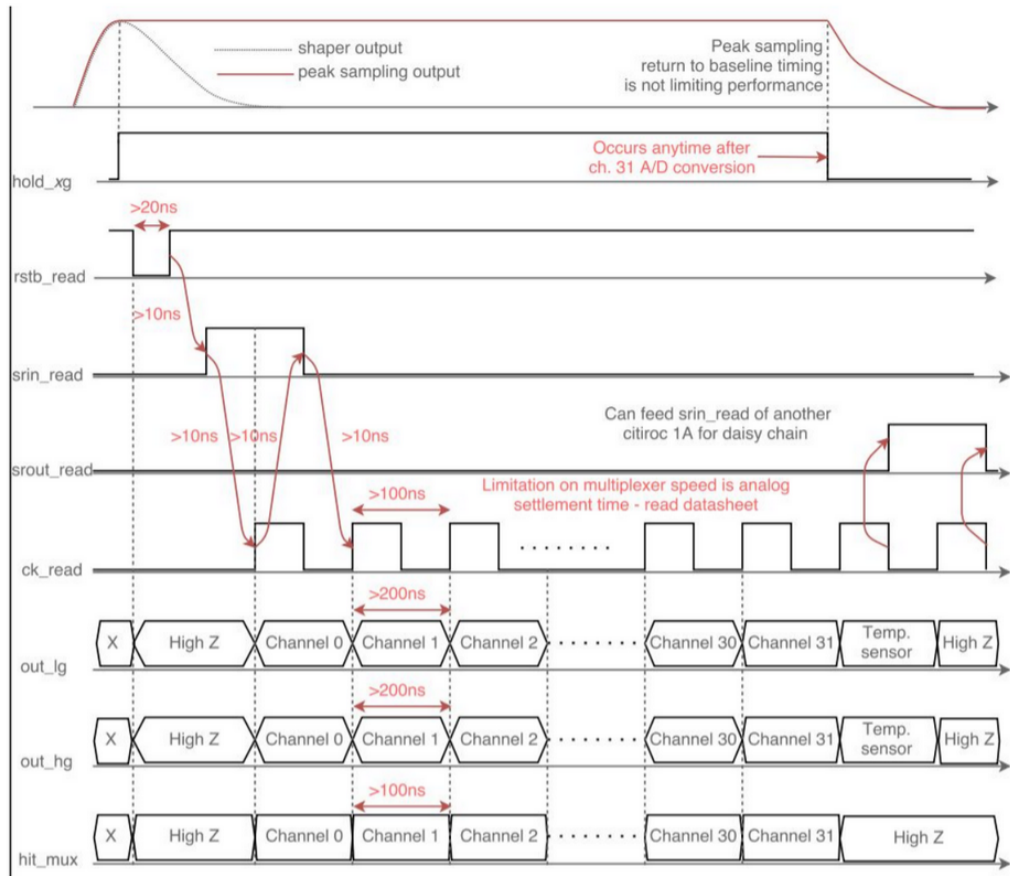 shaper output
peak sampling output
Peak sampling
return to baseline timing
is not limiting performance
Occurs anytime after
ch. 31 A/D conversion
hold_xg
>20ns
rstb_read
>10ns
srin_read
>10ns
>10ns
>10ns
Can feed srin_read of another
citiroc 1A for daisy chain
srout_read
>100ns
Limitation on multiplexer speed is analog
settlement time - read datasheet
ck_read
>200ns
X
High Z
Channel 0
Channel 1
Channel 2
Channel 30
Channel 31
Temp.
sensor
High Z
out_lg
>200ns
X
High Z
Channel 0
Channel 1
Channel 2
Channel 30
Channel 31
Temp.
sensor
High Z
out_hg
>100ns
X
High Z
Channel 0
Channel 1
Channel 2
Channel 30
Channel 31
High Z
hit_mux